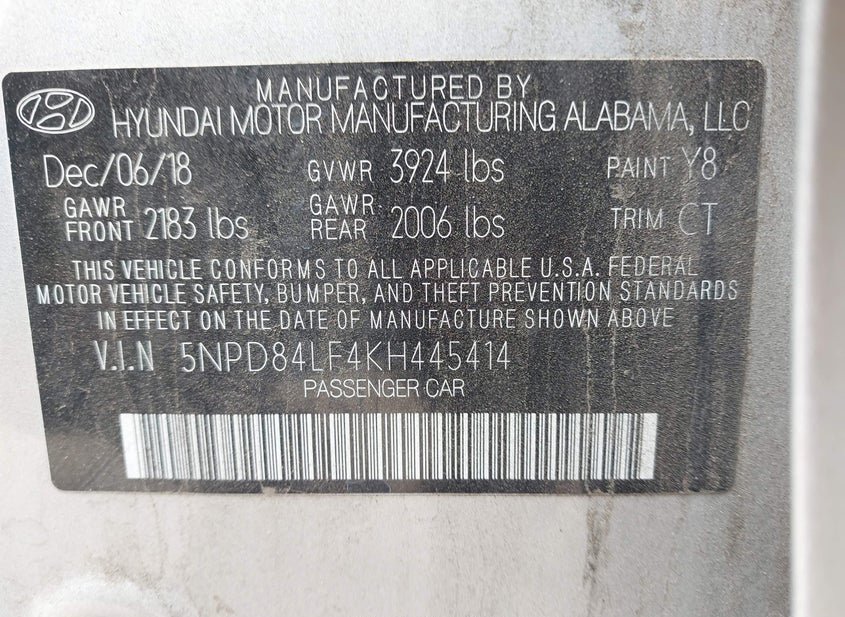 MANUFACTURED BY
HYUNDAI MOTOR MANUFACTURING ALABAMA, LLC
Dec/06/18 GVWR 3924 lbs PAINT Y8
GAWR FRONT 2183 lbs GAWR REAR 2006 lbs TRIM CT
THIS VEHICLE CONFORMS TO ALL APPLICABLE U.S.A. FEDERAL
MOTOR VEHICLE SAFETY, BUMPER, AND THEFT PREVENTION STANDARDS
IN EFFECT ON THE DATE OF MANUFACTURE SHOWN ABOVE
V.I.N 5NPD84LF4KH445414
PASSENGER CAR